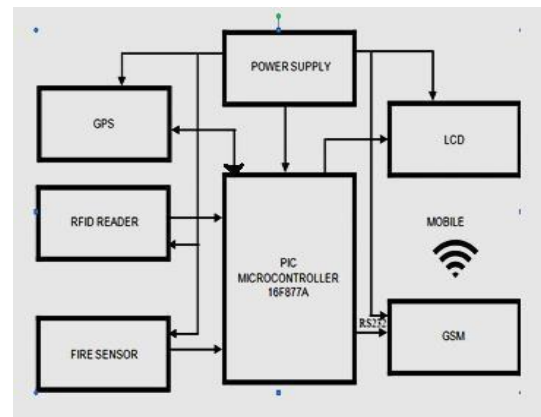 POWER SUPPLY
GPS
LCD
RFID READER
MOBILE
PIC
MICROCONTROLLER
16F877A
RS232
GSM
FIRE SENSOR